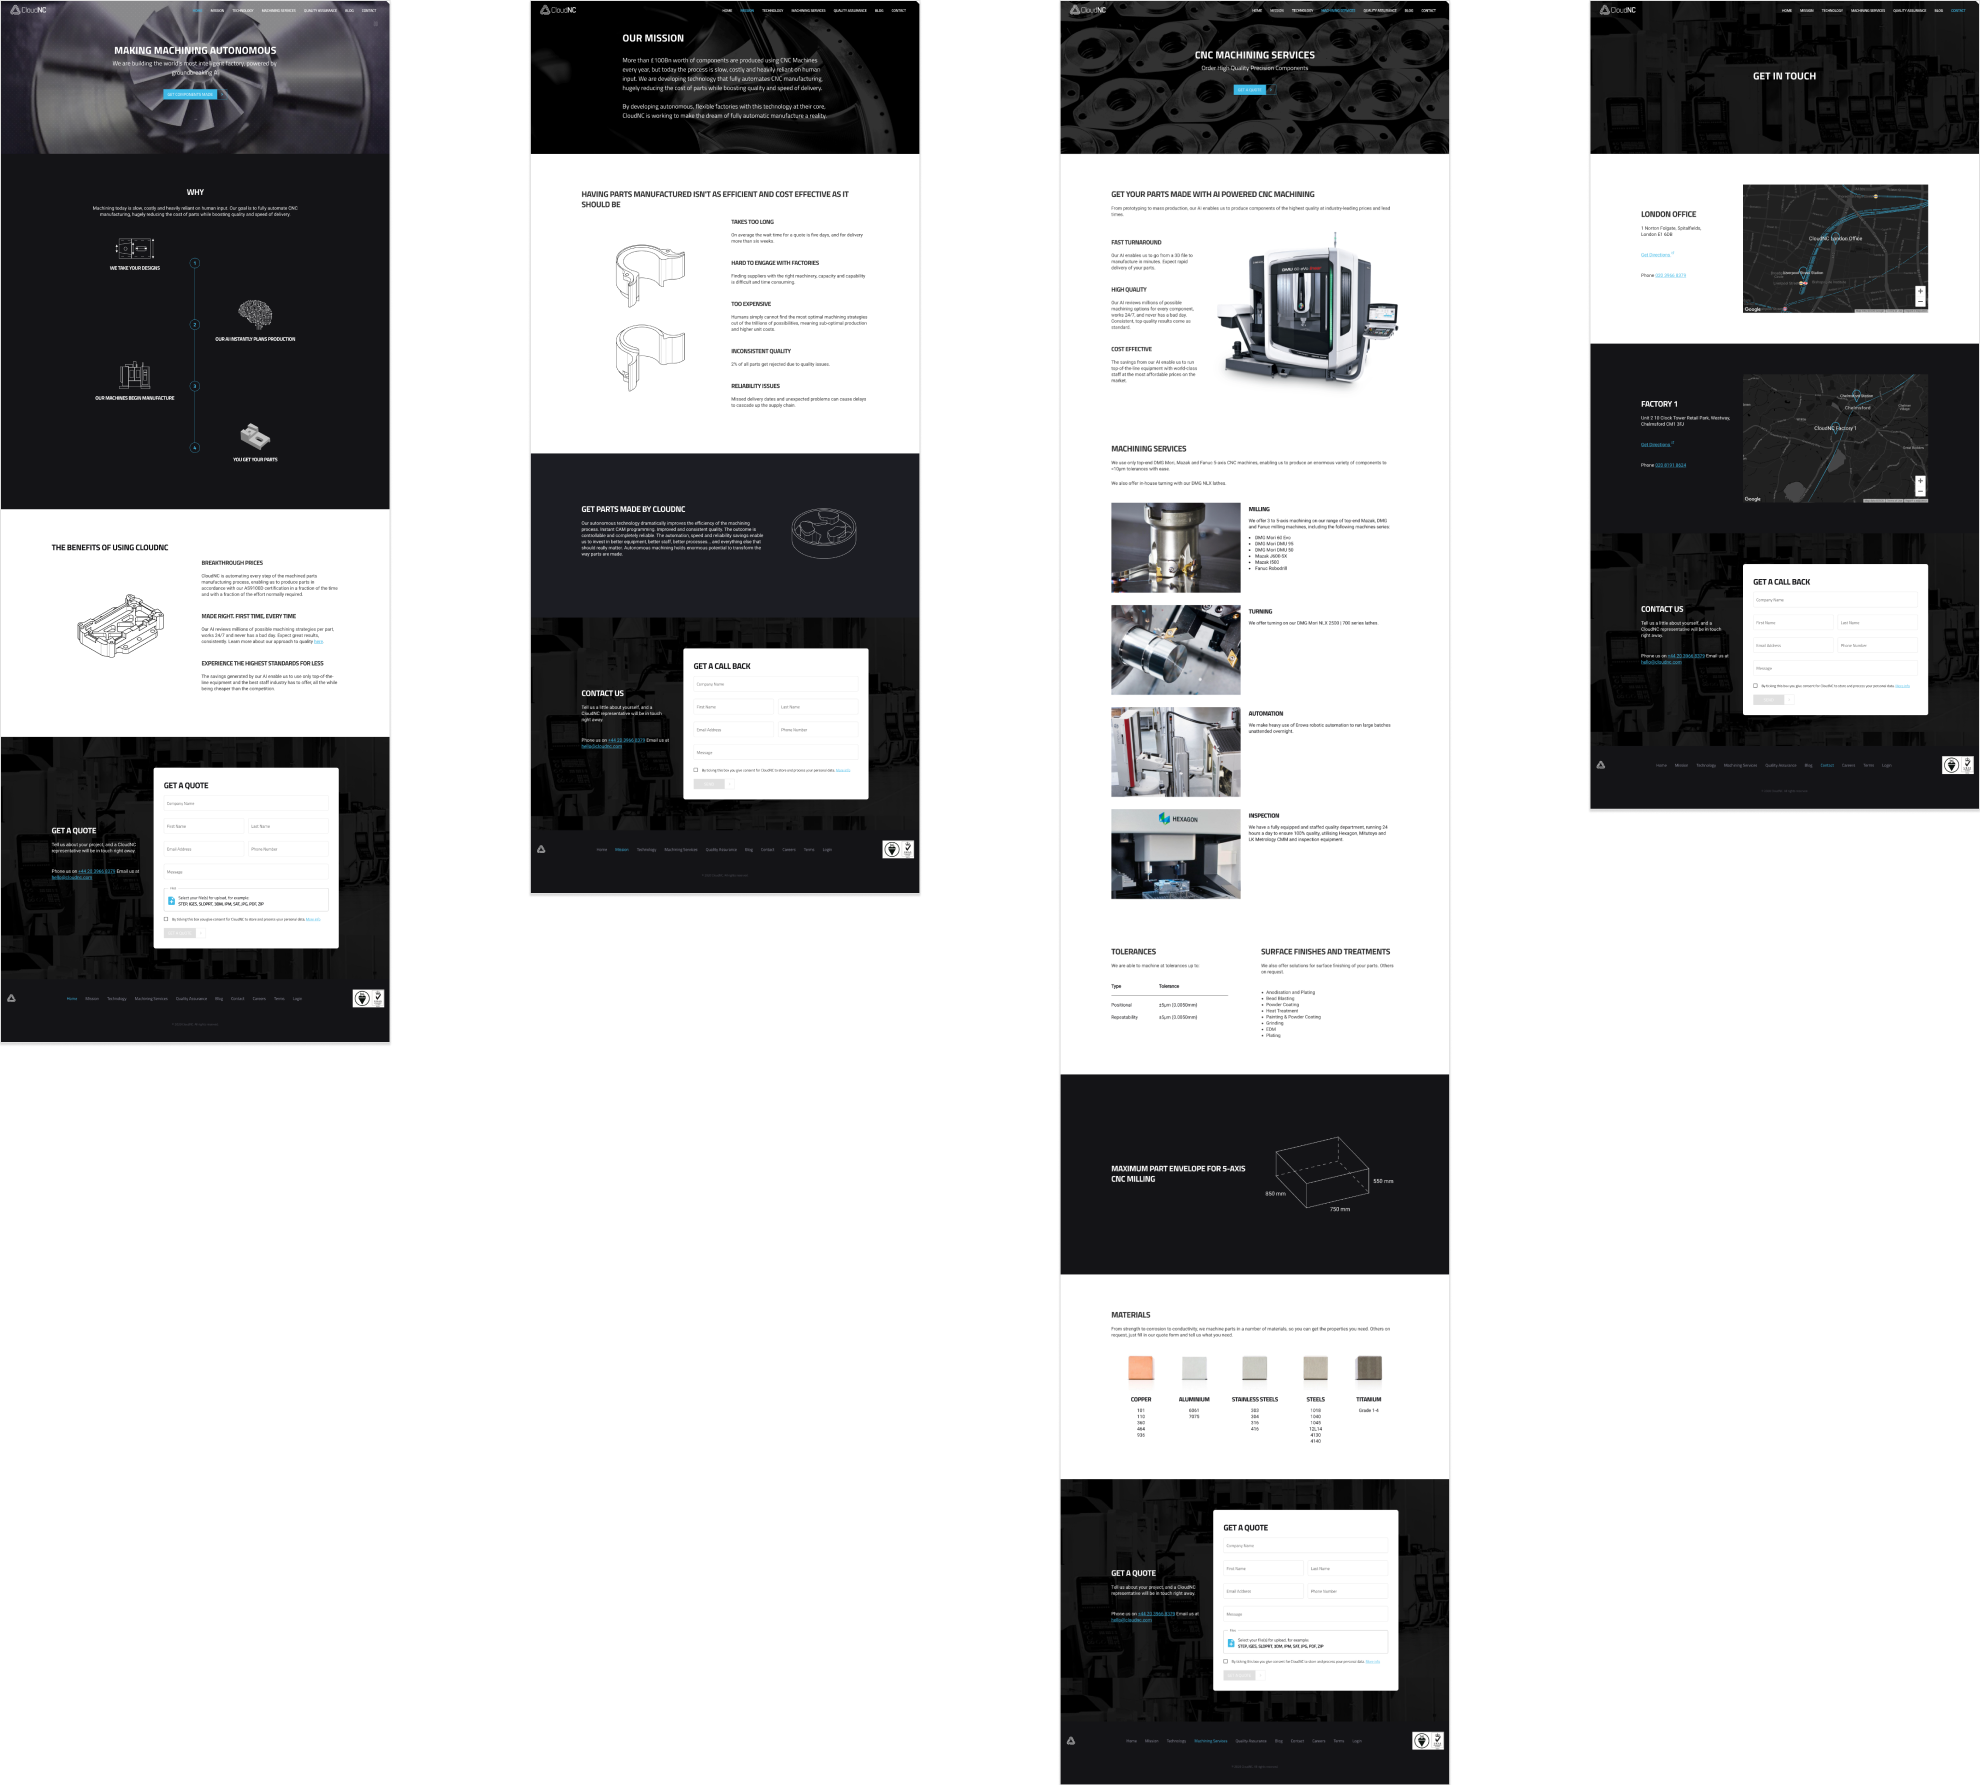 CloudNC
HOME MISSION TECHNOLOGY MACHINING SERVICES QUALITY ASSURANCE BLOG CONTACT
MAKING MACHINING AUTONOMOUS
We are building the world's most intelligent factory, powered by
groundbreaking AI.
GET COMPONENTS MADE
WHY
Machining today is slow, costly and heavily reliant on human input. Our goal is to fully automate CNC
manufacturing, hugely reducing the cost of parts while boosting quality and speed of delivery.
WE TAKE YOUR DESIGNS
1
2
OUR AI INSTANTLY PLANS PRODUCTION
3
OUR MACHINES BEGIN MANUFACTURE
4
YOU GET YOUR PARTS
THE BENEFITS OF USING CLOUDNC
BREAKTHROUGH PRICES
CloudNC is automating every step of the machined parts
manufacturing process, enabling us to produce parts in
accordance with our AS9100D certification in a fraction of the time
and with a fraction of the effort normally required.
MADE RIGHT. FIRST TIME, EVERY TIME
Our AI reviews millions of possible machining strategies per part,
works 24/7 and never has a bad day. Expect great results,
consistently. Learn more about our approach to quality here.
EXPERIENCE THE HIGHEST STANDARDS FOR LESS
The savings generated by our AI enable us to use only top-of-the-
line equipment and the best staff industry has to offer, all the while
being cheaper than the competition
GET A QUOTE
Tell us about your project, and a CloudNC
representative will be in touch right away.
Phone us on +44 20 3966 8379 Email us at
hello@cloudnc.com
GET A QUOTE
Company Name
First Name Last Name
Email Address Phone Number
Message
File
Select your file(s) for upload, for example:
STEP, IGES, SLDPRT, 3DM, IPM, SAT, JPG, PDF, ZIP
By ticking this box you give consent for CloudNC to store and process your personal data. More info
Home Mission Technology Machining Services Quality Assurance Blog Contact Careers Terms Login
CloudNC
HOME MISSION TECHNOLOGY MACHINING SERVICES QUALITY ASSURANCE BLOG CONTACT
OUR MISSION
More than £100Bn worth of components are produced using CNC Machines
every year, but today the process is slow, costly and heavily reliant on human
input. We are developing technology that fully automates CNC manufacturing,
hugely reducing the cost of parts while boosting quality and speed of delivery.
By developing autonomous, flexible factories with this technology at their core,
CloudNC is working to make the dream of fully automatic manufacture a reality.
HAVING PARTS MANUFACTURED ISN'T AS EFFICIENT AND COST EFFECTIVE AS IT
SHOULD BE
TAKES TOO LONG
On average the wait time for a quote is five days, and for delivery
more than six weeks.
HARD TO ENGAGE WITH FACTORIES
Finding suppliers with the right machinery, capacity and capability
is difficult and time consuming.
TOO EXPENSIVE
Humans simply cannot find the most optimal machining strategies
out of the trillions of possibilities, meaning sub-optimal production
and higher unit costs.
INCONSISTENT QUALITY
2% of all parts get rejected due to quality issues.
RELIABILITY ISSUES
Missed delivery dates and unexpected problems can cause delays
to cascade up the supply chain
GET PARTS MADE BY CLOUDNC
Our autonomous technology dramatically improves the efficiency of the machining
process. Instant CAM programming. Improved and consistent quality. The outcome is
controllable and completely reliable. The automation, speed and reliability savings enable
us to invest in better equipment, better staff, better processes... and everything else that
should really matter. Autonomous machining holds enormous potential to transform the
way parts are made.
CONTACT US
Tell us a little about yourself, and a
CloudNC representative will be in touch
right away.
Phone us on +44 20 3966 8379 Email us at
hello@cloudnc.com
GET A CALL BACK
Company Name
First Name Last Name
Email Address Phone Number
Message
By ticking this box you give consent for CloudNC to store and process your personal data. More info
Home Mission Technology Machining Services Quality Assurance Blog Contact Careers Terms Login
CloudNC
HOME MISSION TECHNOLOGY MACHINING SERVICES QUALITY ASSURANCE BLOG CONTACT
CNC MACHINING SERVICES
Order High Quality Precision Components
GET A QUOTE
GET YOUR PARTS MADE WITH AI POWERED CNC MACHINING
From prototyping to mass production, our AI enables us to produce components of the highest quality at industry-leading prices and lead
times.
FAST TURNAROUND
Our AI enables us to go from a 3D file to
manufacture in minutes. Expect rapid
delivery of your parts.
HIGH QUALITY
Our AI reviews millions of possible
machining options for every component,
works 24/7, and never has a bad day.
Consistent, top quality results come as
standard.
COST EFFECTIVE
The savings from our AI enable us to run
top-of-the-line equipment with world-class
staff at the most affordable prices on the
market.
MACHINING SERVICES
We use only top-end DMG Mori, Mazak and Fanuc 5-axis CNC machines, enabling us to produce an enormous variety of components to
<10µm tolerances with ease.
We also offer in house turning with our DMG NLX lathes.
MILLING
We offer 3 to 5-axis machining on our range of top-end Mazak, DMG
and Fanuc milling machines, including the following machines series:
• DMG Mori 60 Evo
• DMG Mori DMU 95
• DMG Mori DMU 50
• Mazak J600 5X
• Mazak I500
• Fanuc Robodrill
TURNING
We offer turning on our DMG Mori NLX 2500 | 700 series lathes.
AUTOMATION
We make heavy use of Erowa robotic automation to run large batches
unattended overnight.
HEXAGON
INSPECTION
We have a fully equipped and staffed quality department, running 24
hours a day to ensure 100% quality, utilising Hexagon, Mitutoyo and
LK Metrology CMM and inspection equipment.
TOLERANCES
We are able to machine at tolerances up to:
Type Tolerance
Positional ±5µm (0.0050mm)
Repeatability ±5µm (0.0050mm)
SURFACE FINISHES AND TREATMENTS
We also offer solutions for surface finishing of your parts. Others
on request.
• Anodisation and Plating
• Bead Blasting
• Powder Coating
• Heat Treatment
• Painting & Powder Coating
• Grinding
• EDM
• Plating
MAXIMUM PART ENVELOPE FOR 5-AXIS
CNC MILLING
550 mm
850 mm
750 mm
MATERIALS
From strength to corrosion to conductivity, we machine parts in a number of materials, so you can get the properties you need. Others on
request, just fill in our quote form and tell us what you need.
COPPER ALUMINIUM STAINLESS STEELS STEELS TITANIUM
101 6061 303 1018 Grade 1-4
110 7075 304 1040
360 316 1045
464 416 12L14
936 4130
4140
GET A QUOTE
Tell us about your project, and a CloudNC
representative will be in touch right away.
Phone us on +44 20 3966 8379 Email us at
hello@cloudnc.com
GET A QUOTE
Company Name
First Name Last Name
Email Address Phone Number
Message
File
Select your file(s) for upload, for example:
STEP, IGES, SLDPRT, 3DM, IPM, SAT, JPG, PDF, ZIP
By ticking this box you give consent for CloudNC to store and process your personal data. More info
Home Mission Technology Machining Services Quality Assurance Blog Contact Careers Terms Login
CloudNC
HOME MISSION TECHNOLOGY MACHINING SERVICES QUALITY ASSURANCE BLOG CONTACT
GET IN TOUCH
LONDON OFFICE
1 Norton Folgate, Spitalfields,
London E1 6DB
Get Directions
Phone 020 3966 8379
CloudNC London Office
Google
FACTORY 1
Unit 2 10 Clock Tower Retail Park, Westway,
Chelmsford CM1 3FJ
Get Directions
Phone 020 8191 8634
Chelmsford Station
Chelmsford
CloudNC Factory 1
Google
CONTACT US
Tell us a little about yourself, and a
CloudNC representative will be in touch
right away.
Phone us on +44 20 3966 8379 Email us at
hello@cloudnc.com
GET A CALL BACK
Company Name
First Name Last Name
Email Address Phone Number
Message
By ticking this box you give consent for CloudNC to store and process your personal data. More info
Home Mission Technology Machining Services Quality Assurance Blog Contact Careers Terms Login